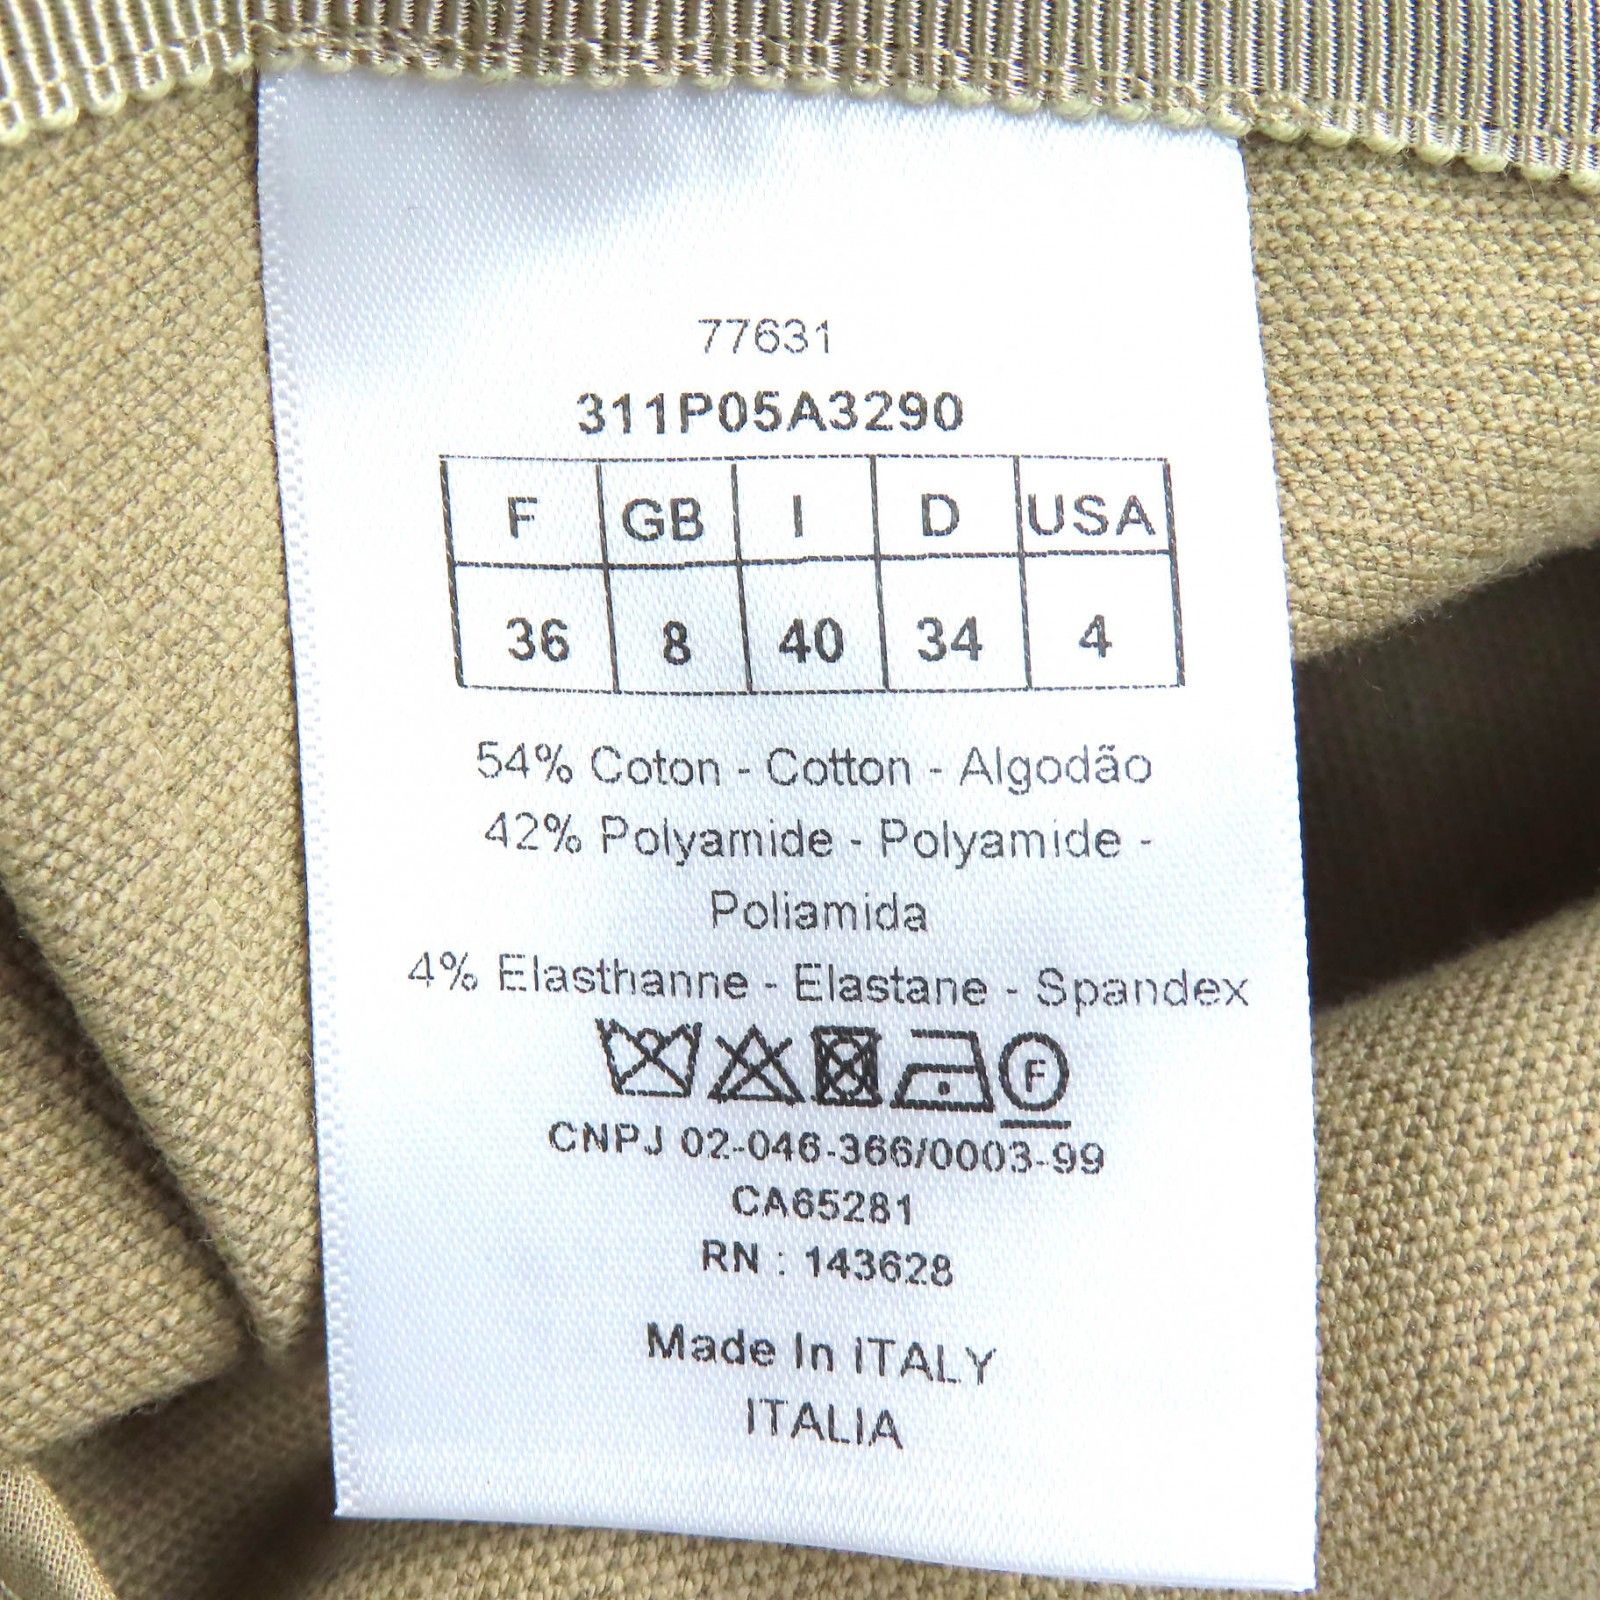 77631
311P05A3290
F GB I D USA
36 8 40 34 4
54% Coton - Cotton - Algodão
42% Polyamide - Polyamide -
Poliamida
4% Elasthanne - Elastane - Spandex
F
CNPJ 02-046-366/0003-99
CA65281
RN : 143628
Made In ITALY
ITALIA